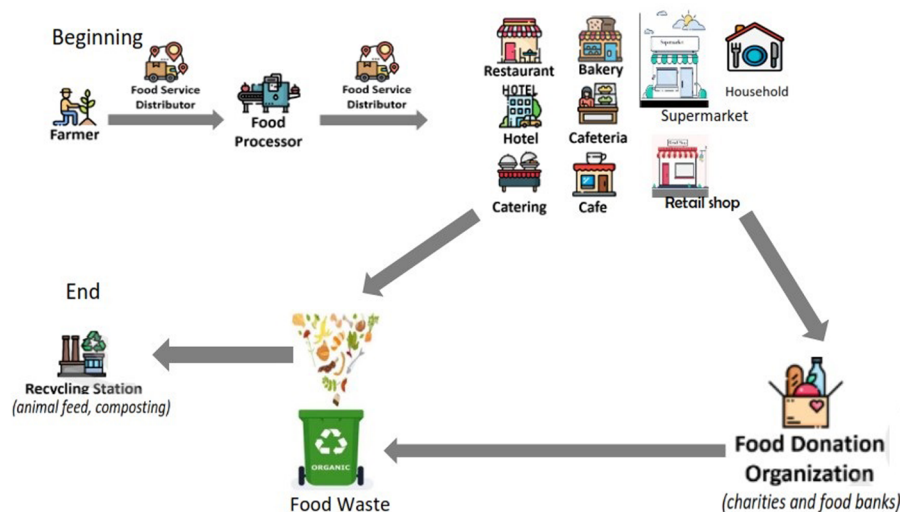 Beginning
Farmer
Food Service
Distributor
Food
Processor
Food Service
Distributor
Restaurant
Bakery
Supermarket
Household
HOTEL
Hotel
Cafeteria
Supermarket
Catering
Cafe
Retail shop
End
Recycling Station
(animal feed, composting)
ORGANIC
Food Waste
Food Donation
Organization
(charities and food banks)